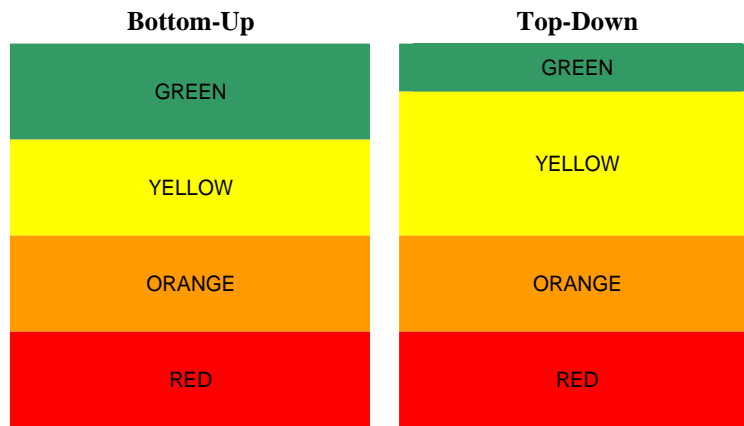 Bottom-Up
GREEN
YELLOW
ORANGE
RED
Top-Down
GREEN
YELLOW
ORANGE
RED